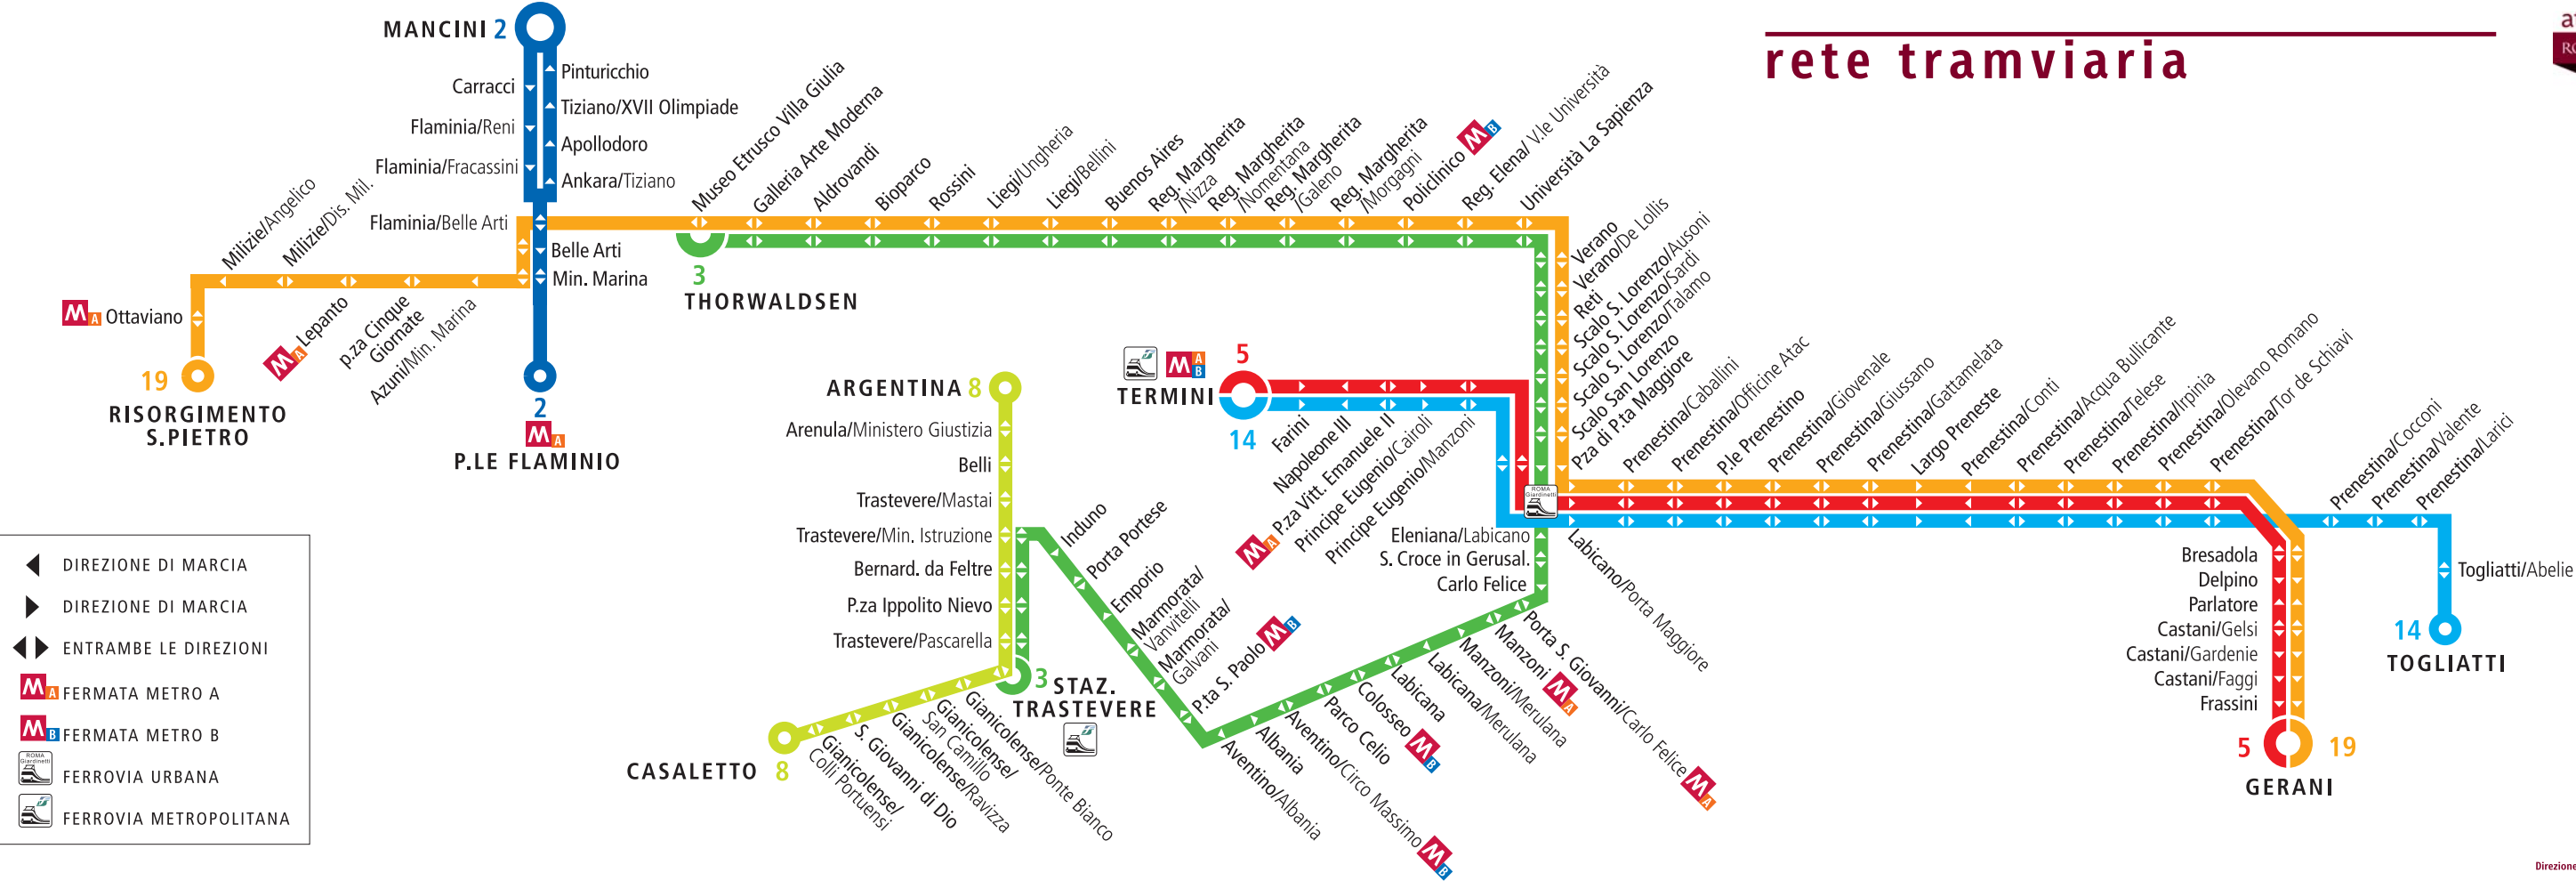 rete tramviaria
MANCINI 2
Carracci
Flaminia/Reni
Flaminia/Fracassini
Flaminia/Belle Arti
Pinturicchio
Tiziano/XVII Olimpiade
Apollodoro
Ankara/Tiziano
Belle Arti
Min. Marina
2
M A
P.LE FLAMINIO
Milizie/Angelico
Milizie/Dis. Mil.
M A Ottaviano
M A Lepanto
p.za Cinque
Giornate
Azuni/Min. Marina
19
RISORGIMENTO
S.PIETRO
Museo Etrusco Villa Giulia
Galleria Arte Moderna
Aldrovandi
Bioparco
Rossini
Liegi/Ungheria
Liegi/Bellini
Buenos Aires
Reg. Margherita
/Nizza
Reg. Margherita
/Nomentana
Reg. Margherita
/Galeno
Reg. Margherita
/Morgagni
Policlinico M B
Reg. Elena/ V.le Università
Università La Sapienza
3
THORWALDSEN
Verano
Verano/De Lollis
Reti
Scalo S. Lorenzo/Ausoni
Scalo S. Lorenzo/Sardi
Scalo S. Lorenzo/Talamo
Scalo San Lorenzo
Pza di P.ta Maggiore
M A B
TERMINI
5
14
Farini
Napoleone III
M A P.za Vitt. Emanuele II
Principe Eugenio/Cairoli
Principe Eugenio/Manzoni
ROMA
Giardinetti
Prenestina/Caballini
Prenestina/Officine Atac
P.le Prenestino
Prenestina/Giovenale
Prenestina/Giussano
Prenestina/Gattamelata
Largo Preneste
Prenestina/Conti
Prenestina/Acqua Bullicante
Prenestina/Telese
Prenestina/Irpinia
Prenestina/Olevano Romano
Prenestina/Tor de Schiavi
Prenestina/Cocconi
Prenestina/Valente
Prenestina/Larici
Togliatti/Abelie
14
TOGLIATTI
Bresadola
Delpino
Parlatore
Castani/Gelsi
Castani/Gardenie
Castani/Faggi
Frassini
5
19
GERANI
ARGENTINA 8
Arenula/Ministero Giustizia
Belli
Trastevere/Mastai
Trastevere/Min. Istruzione
Bernard. da Feltre
P.za Ippolito Nievo
Trastevere/Pascarella
3 STAZ.
TRASTEVERE
CASALETTO 8
Gianicolense/
Colli Portuensi
S. Giovanni di Dio
Gianicolense/Ravizza
Gianicolense/
San Camillo
Gianicolense/Ponte Bianco
Induno
Porta Portese
Emporio
Marmorata/
Vanvitelli
Marmorata/
Galvani
P.ta S. Paolo M B
Aventino/Albania
Albania
Aventino/Circo Massimo M B
Parco Celio
Colosseo M B
Labicana
Labicana/Merulana
Manzoni/Merulana
Manzoni M A
Porta S. Giovanni/Carlo Felice M A
Eleniana/Labicano
S. Croce in Gerusal.
Carlo Felice
Labicano/Porta Maggiore
DIREZIONE DI MARCIA
DIREZIONE DI MARCIA
ENTRAMBE LE DIREZIONI
M A FERMATA METRO A
M B FERMATA METRO B
ROMA
Giardinetti
FERROVIA URBANA
FERROVIA METROPOLITANA
Direzione